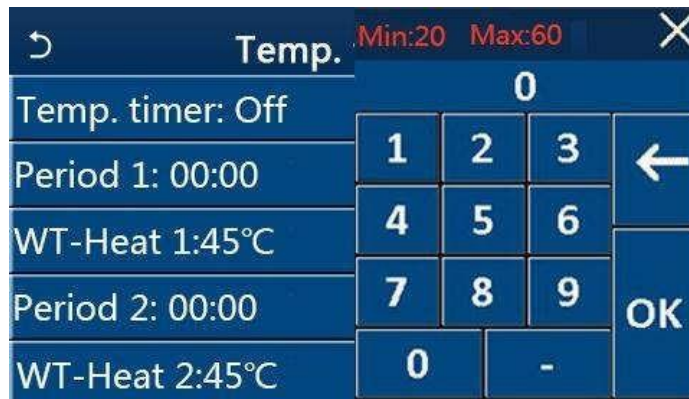 Temp.
Temp. timer: Off
Period 1: 00:00
WT-Heat 1:45℃
Period 2: 00:00
WT-Heat 2:45℃
Min:20 Max:60
0
1 2 3
4 5 6
7 8 9
OK
0 -